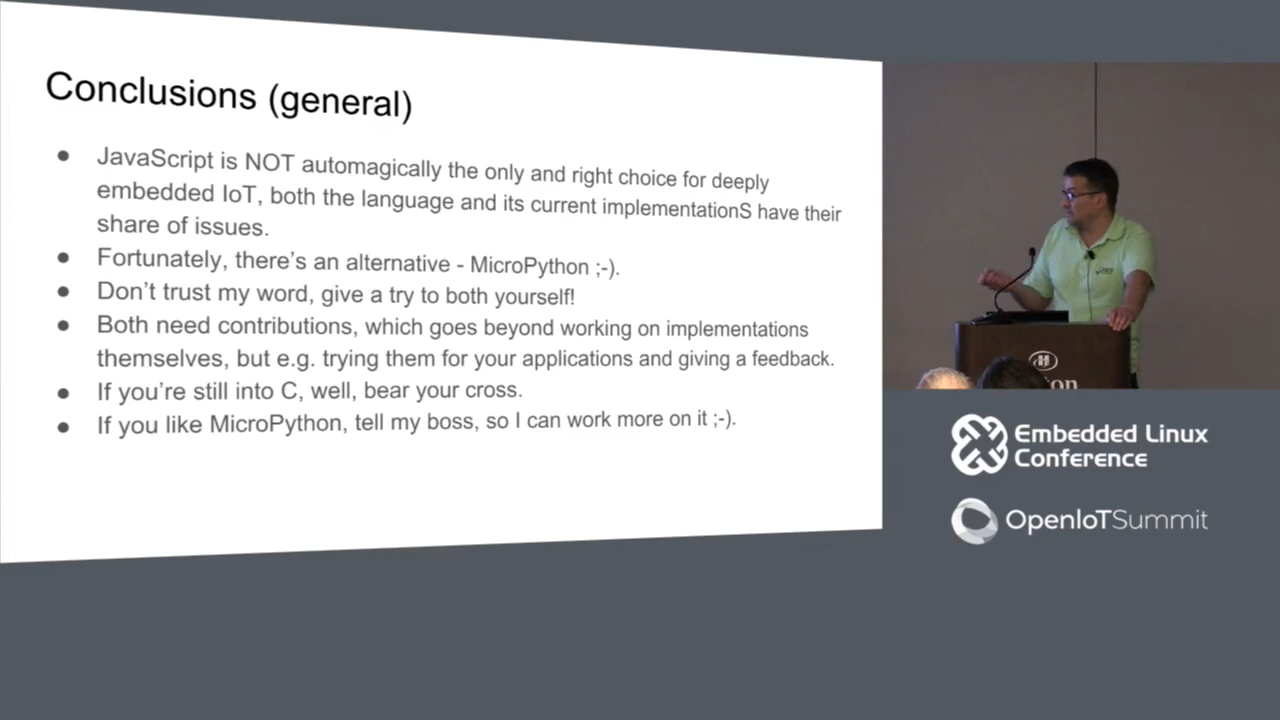 Conclusions (general)
● JavaScript is NOT automagically the only and right choice for deeply
embedded IoT, both the language and its current implementationS have their
share of issues.
● Fortunately, there's an alternative - MicroPython ;-).
● Don't trust my word, give a try to both yourself!
● Both need contributions, which goes beyond working on implementations
themselves, but e.g. trying them for your applications and giving a feedback.
● If you're still into C, well, bear your cross.
● If you like MicroPython, tell my boss, so I can work more on it ;-).
Embedded Linux
Conference
OpenIoTSummit